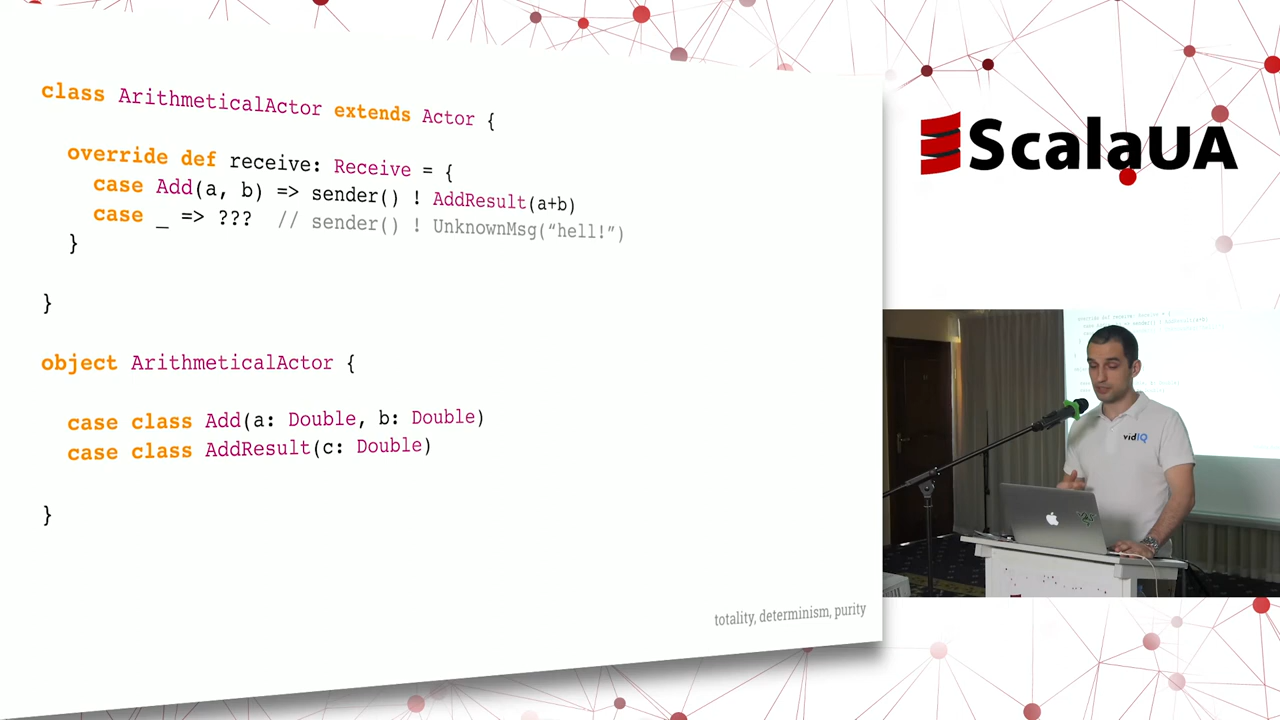 class ArithmeticalActor extends Actor {
override def receive: Receive = {
case Add(a, b) => sender() ! AddResult(a+b)
case _ => ??? // sender() ! UnknownMsg(“hell!”)
}
}
object ArithmeticalActor {
case class Add(a: Double, b: Double)
case class AddResult(c: Double)
}
totality, determinism, purity
ScalaUA
vidIQ